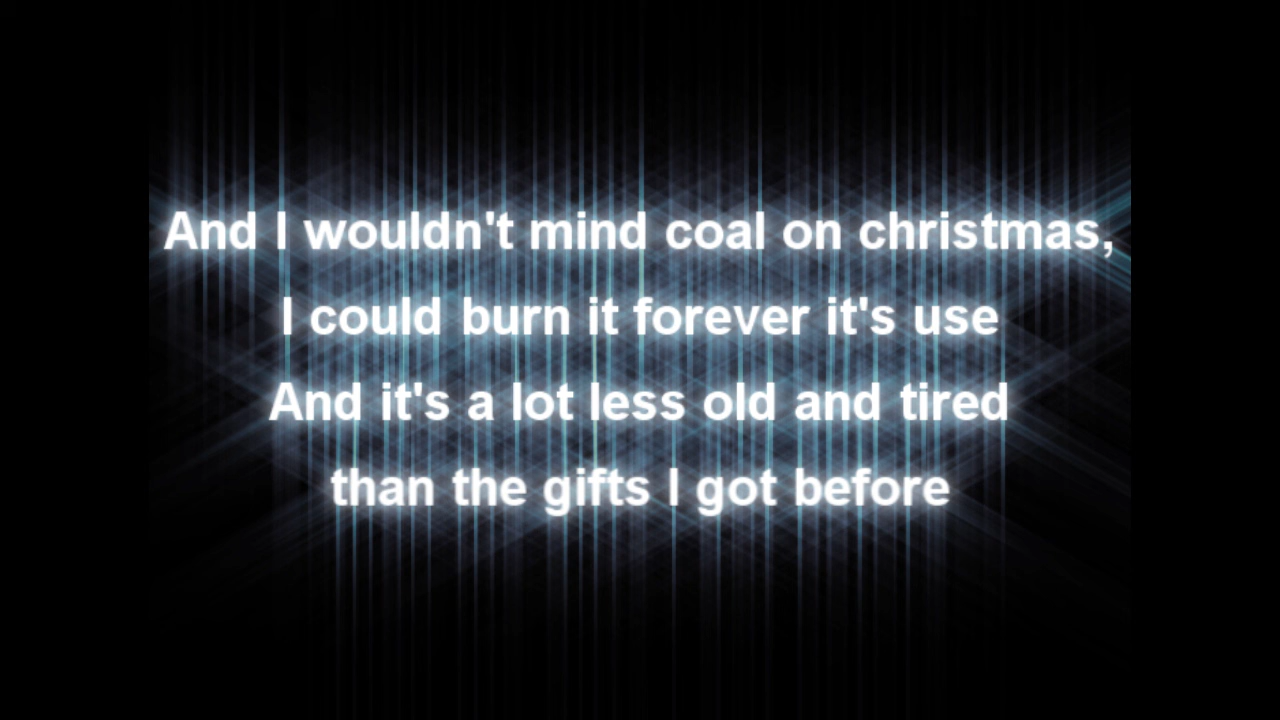 And I wouldn't mind coal on christmas,
I could burn it forever it's use
And it's a lot less old and tired
than the gifts I got before